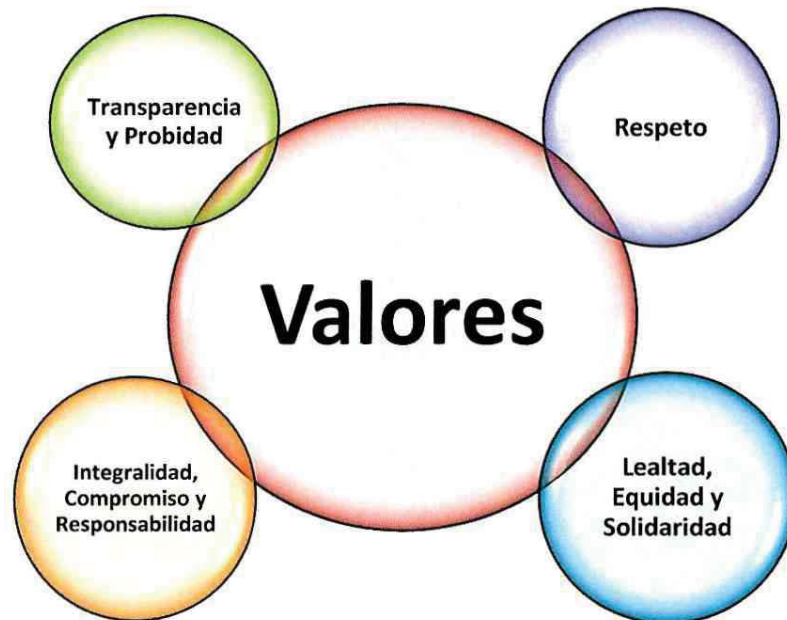 Transparencia
y Probidad
Respeto
Valores
Integralidad,
Compromiso y
Responsabilidad
Lealtad,
Equidad y
Solidaridad